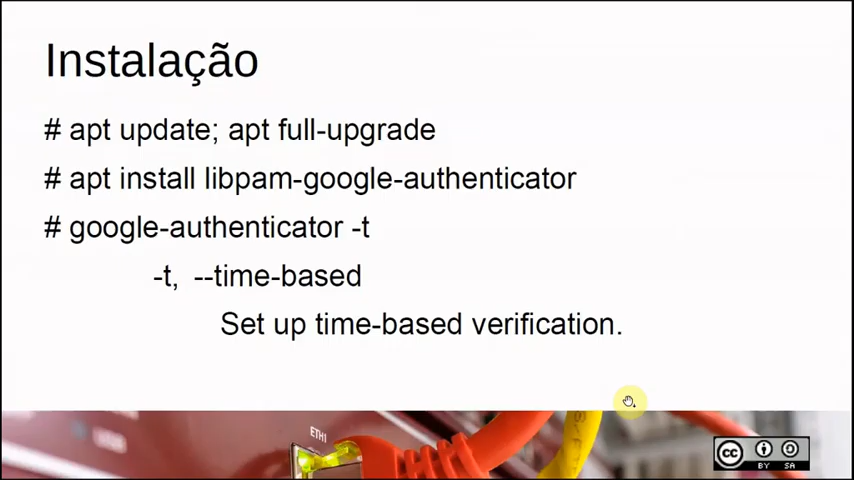 Instalação
# apt update; apt full-upgrade
# apt install libpam-google-authenticator
# google-authenticator -t
-t, --time-based
Set up time-based verification.
ETH1
cc
BY SA